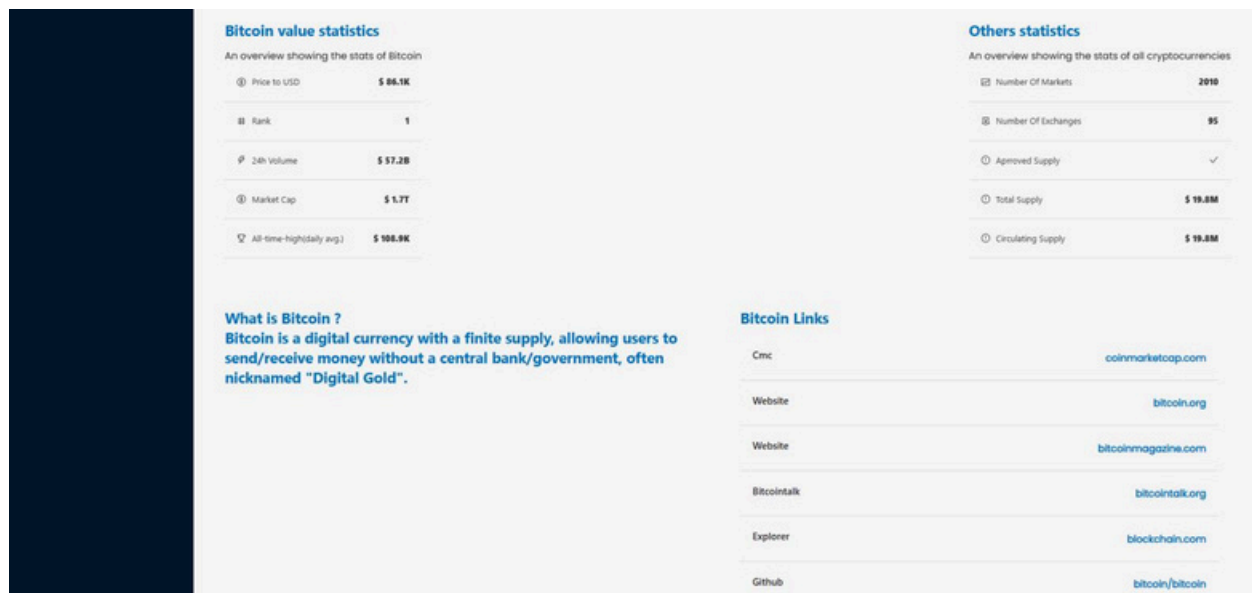 Bitcoin value statistics
An overview showing the stats of Bitcoin
Price to USD $ 86.1K
Rank 1
24h Volume $ 57.2B
Market Cap $ 1.7T
All-time-high(daily avg.) $ 108.9K
Others statistics
An overview showing the stats of all cryptocurrencies
Number Of Markets 2010
Number Of Exchanges 95
Aprroved Supply
Total Supply $ 19.8M
Circulating Supply $ 19.8M
What is Bitcoin ?
Bitcoin is a digital currency with a finite supply, allowing users to
send/receive money without a central bank/government, often
nicknamed "Digital Gold".
Bitcoin Links
Cmc coinmarketcap.com
Website bitcoin.org
Website bitcoinmagazine.com
Bitcointalk bitcointalk.org
Explorer blockchain.com
Github bitcoin/bitcoin